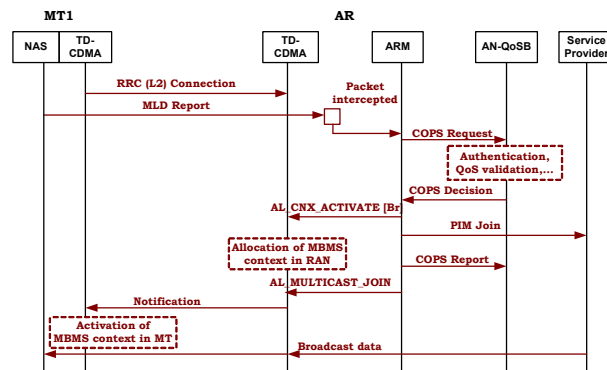 MT1
AR
NAS
TD-
CDMA
TD-
CDMA
ARM
AN-QoSB
Service
Provider
RRC (L2) Connection
Packet
intercepted
MLD Report
COPS Request
Authentication,
QoS validation,...
COPS Decision
AL_CNX_ACTIVATE [Br]
PIM Join
Allocation of MBMS
context in RAN
COPS Report
AL_MULTICAST_JOIN
Notification
Activation of
MBMS context in MT
Broadcast data